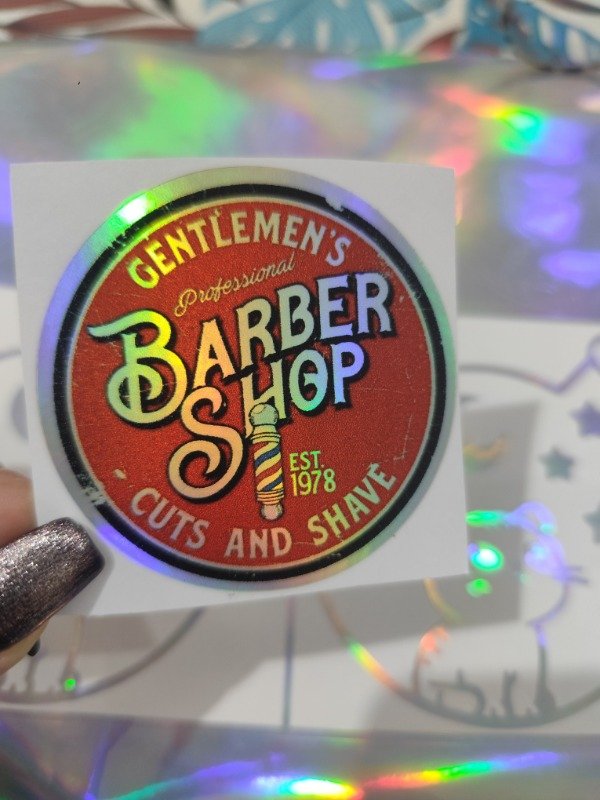 GENTLEMEN'S
Professional
BARBER
SHOP
EST.
1978
CUTS AND SHAVE